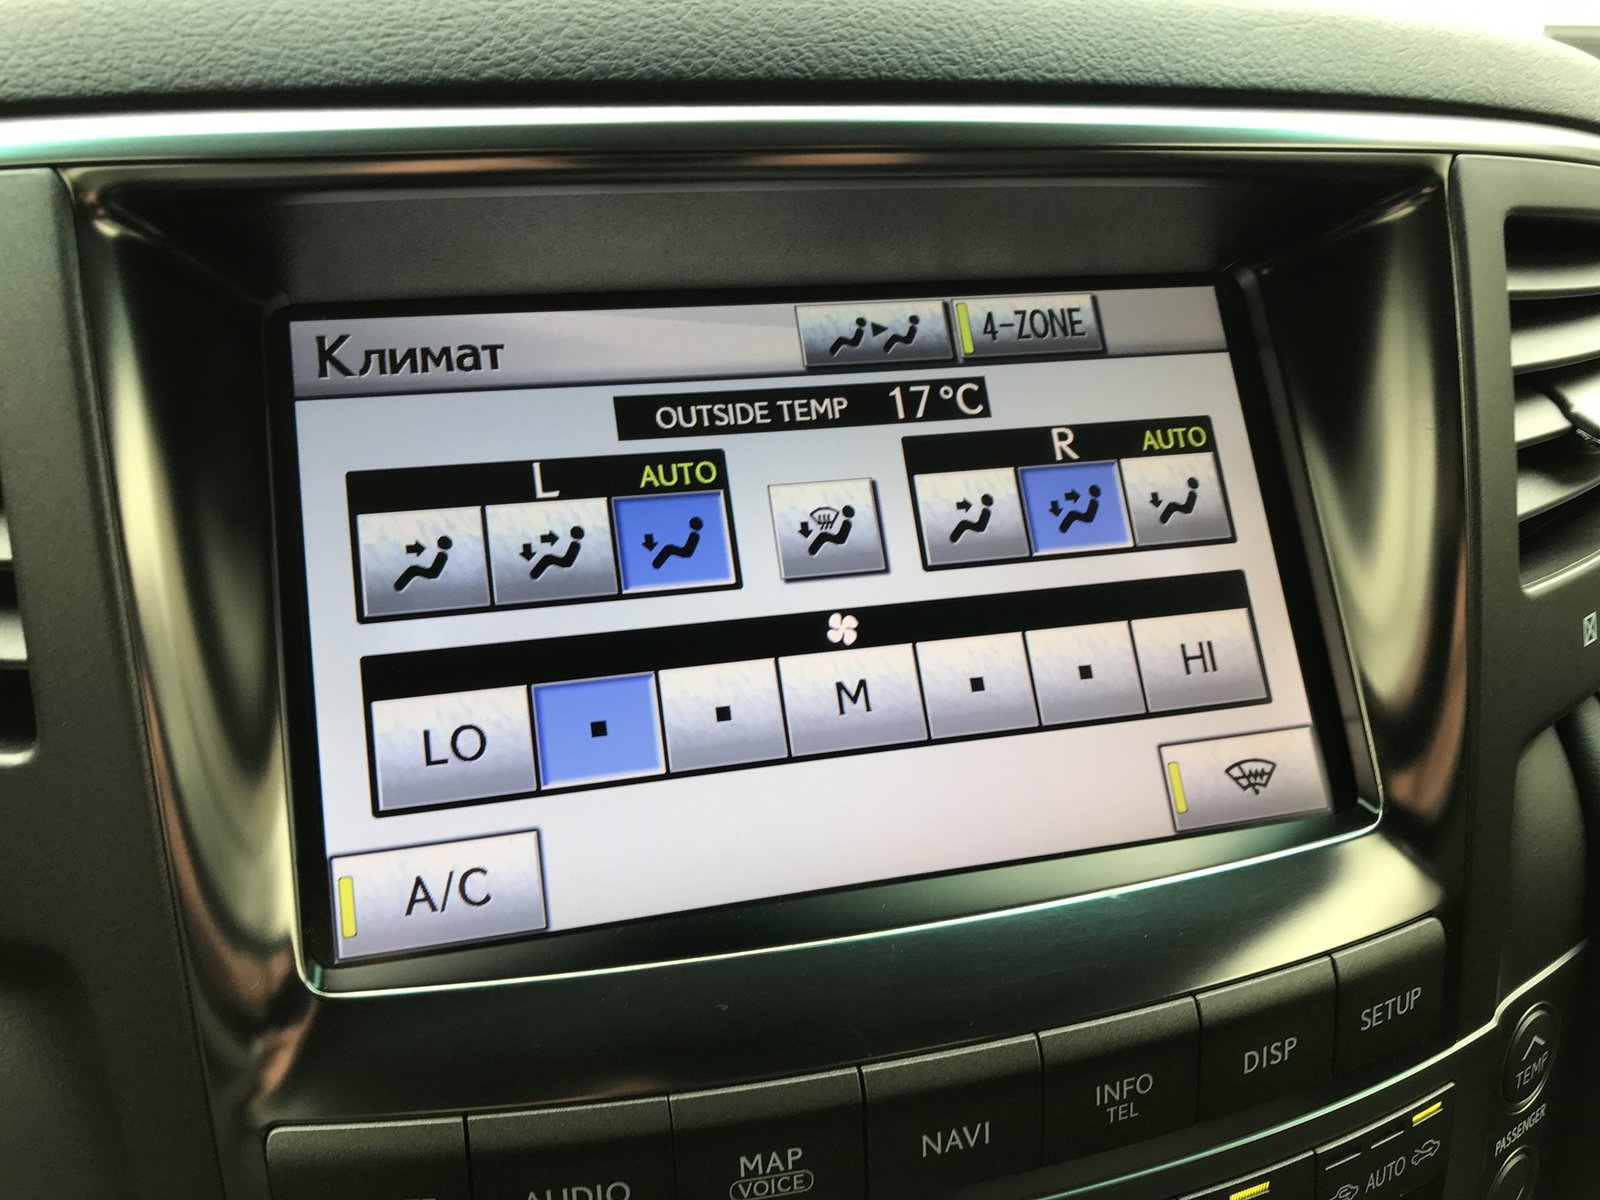 Климат
4-ZONE
OUTSIDE TEMP 17°C
L AUTO
R AUTO
LO M HI
A/C
SETUP
DISP
INFO
TEL
NAVI
MAP
VOICE
AUDIO
TEMP
PASSENGER
AUTO